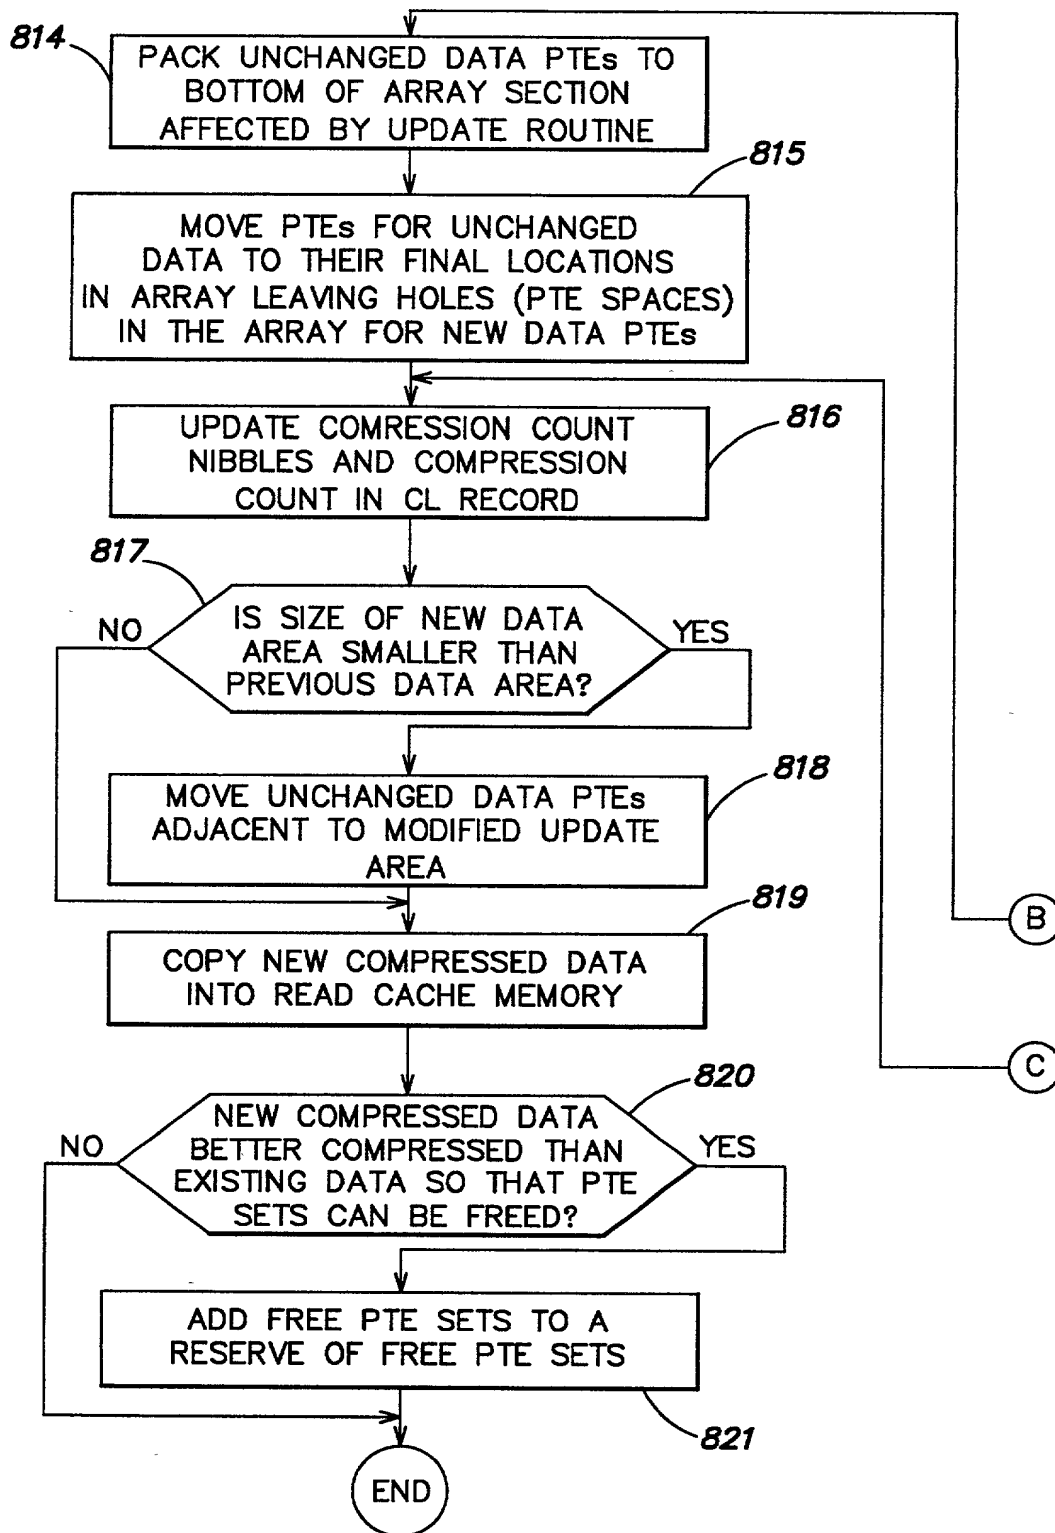 814
PACK UNCHANGED DATA PTEs TO
BOTTOM OF ARRAY SECTION
AFFECTED BY UPDATE ROUTINE
815
MOVE PTEs FOR UNCHANGED
DATA TO THEIR FINAL LOCATIONS
IN ARRAY LEAVING HOLES (PTE SPACES)
IN THE ARRAY FOR NEW DATA PTEs
816
UPDATE COMRESSION COUNT
NIBBLES AND COMPRESSION
COUNT IN CL RECORD
817
NO
IS SIZE OF NEW DATA
AREA SMALLER THAN
PREVIOUS DATA AREA?
YES
818
MOVE UNCHANGED DATA PTEs
ADJACENT TO MODIFIED UPDATE
AREA
819
B
COPY NEW COMPRESSED DATA
INTO READ CACHE MEMORY
C
820
NO
NEW COMPRESSED DATA
BETTER COMPRESSED THAN
EXISTING DATA SO THAT PTE
SETS CAN BE FREED?
YES
ADD FREE PTE SETS TO A
RESERVE OF FREE PTE SETS
821
END